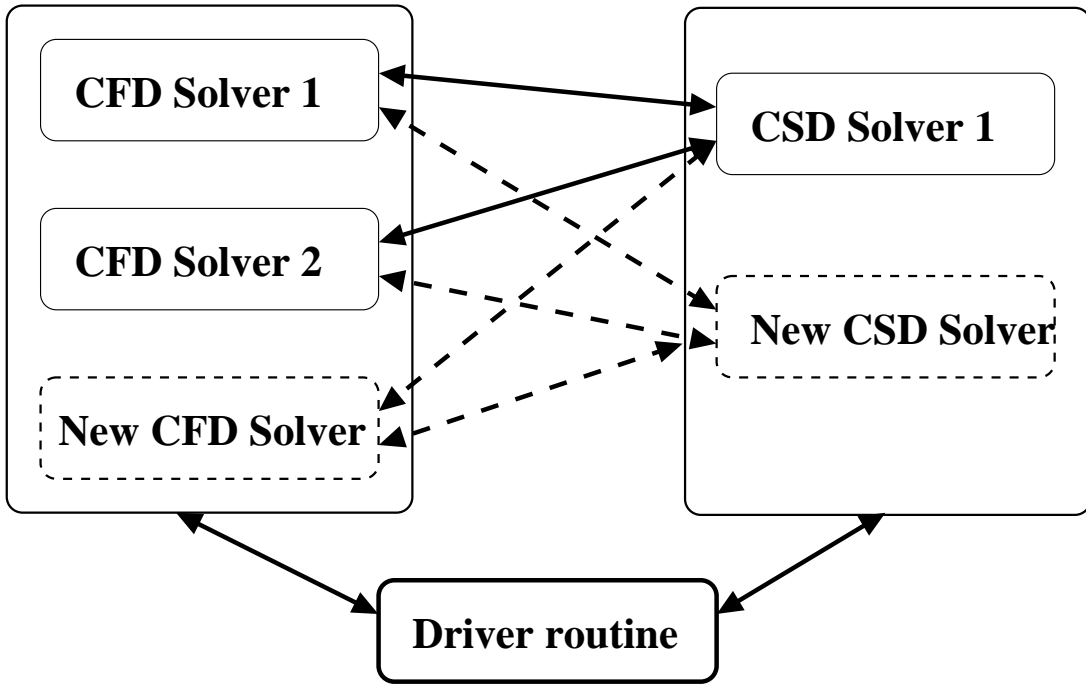 CFD Solver 1
CFD Solver 2
New CFD Solver
CSD Solver 1
New CSD Solver
Driver routine